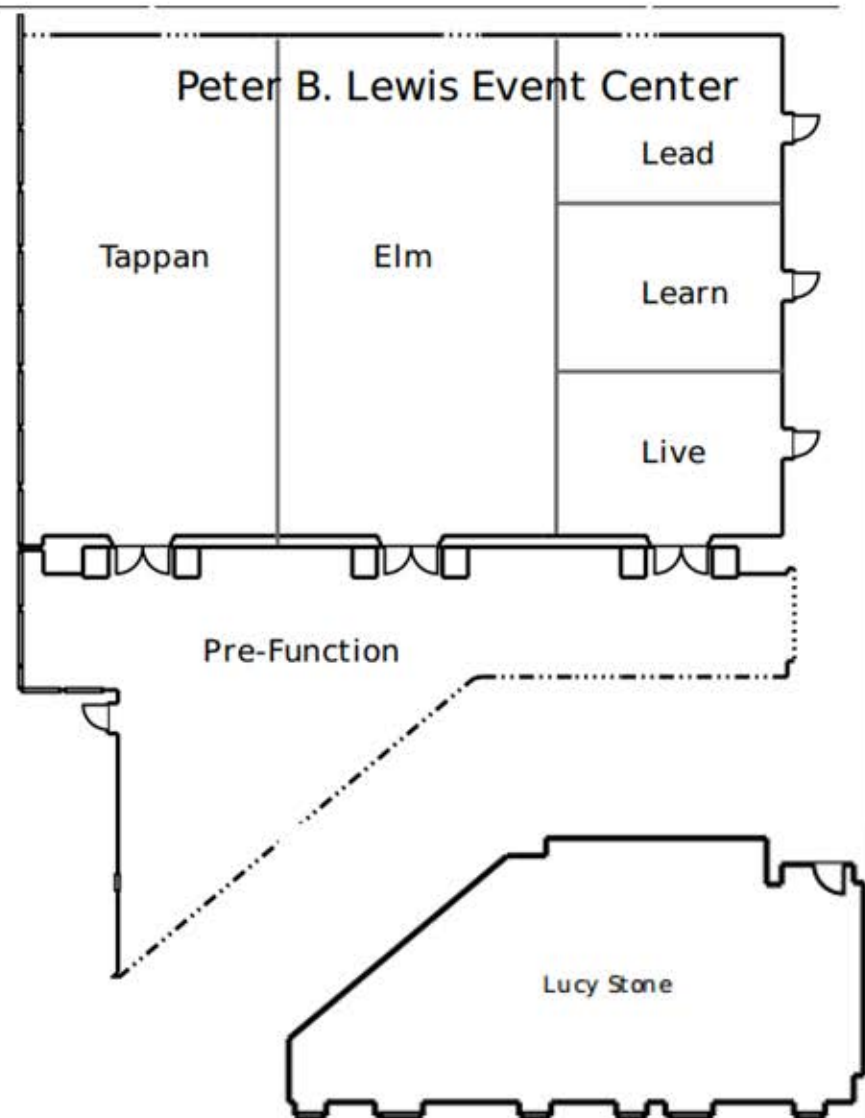 Peter B. Lewis Event Center
Lead
Tappan
Elm
Learn
Live
Pre-Function
Lucy Stone